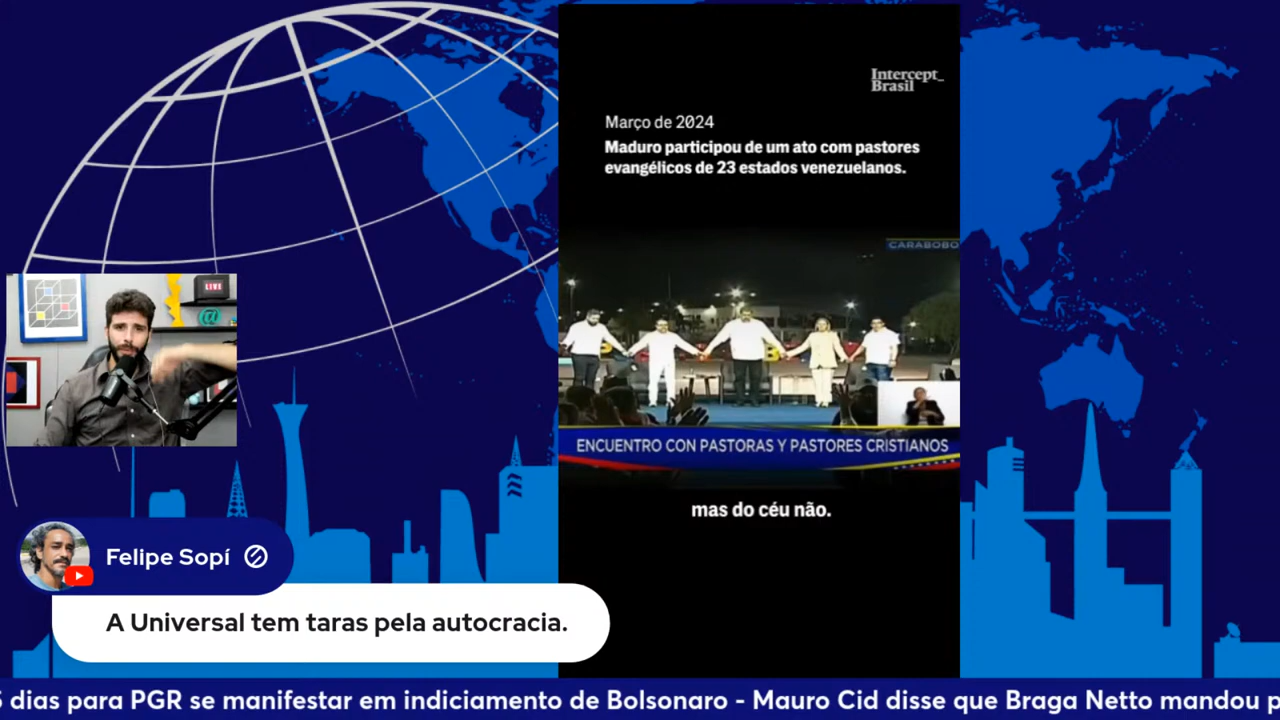 Intercept_
Brasil
Março de 2024
Maduro participou de um ato com pastores
evangélicos de 23 estados venezuelanos.
CARABOBO
LIVE
@
ENCUENTRO CON PASTORAS Y PASTORES CRISTIANOS
mas do céu não.
Felipe Sopí
A Universal tem taras pela autocracia.
dias para PGR se manifestar em indiciamento de Bolsonaro - Mauro Cid disse que Braga Netto mandou p